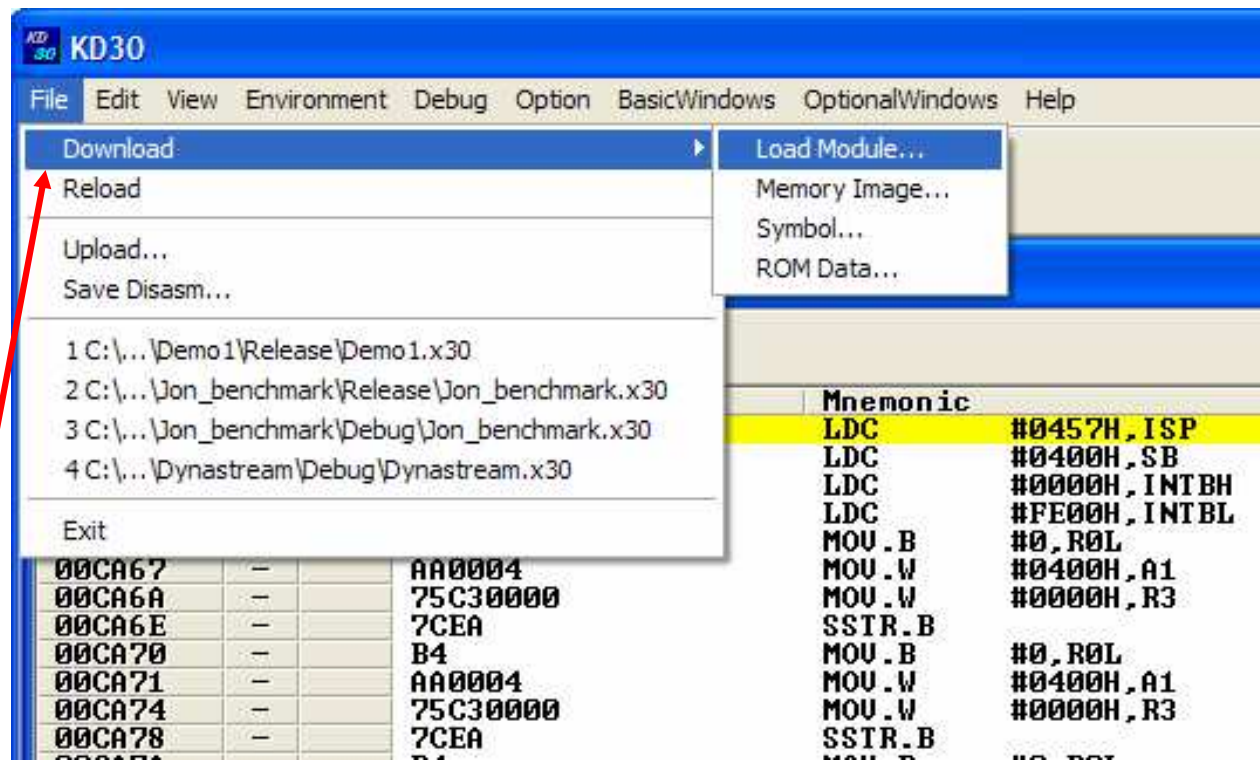 KD 30 KD30
File Edit View Environment Debug Option BasicWindows OptionalWindows Help
Download Load Module...
Reload Memory Image...
Symbol...
Upload... ROM Data...
Save Disasm...
1 C:\...\Demo1\Release\Demo1.x30
2 C:\...\Jon_benchmark\Release\Jon_benchmark.x30
3 C:\...\Jon_benchmark\Debug\Jon_benchmark.x30
4 C:\...\Dynastream\Debug\Dynastream.x30
Exit
Mnemonic
LDC #0457H,ISP
LDC #0400H,SB
LDC #0000H,INTBH
LDC #FE00H,INTBL
MOV.B #0,R0L
00CA67 - AA0004 MOV.W #0400H,A1
00CA6A - 75C30000 MOV.W #0000H,R3
00CA6E - 7CEA SSTR.B
00CA70 - B4 MOV.B #0,R0L
00CA71 - AA0004 MOV.W #0400H,A1
00CA74 - 75C30000 MOV.W #0000H,R3
00CA78 - 7CEA SSTR.B